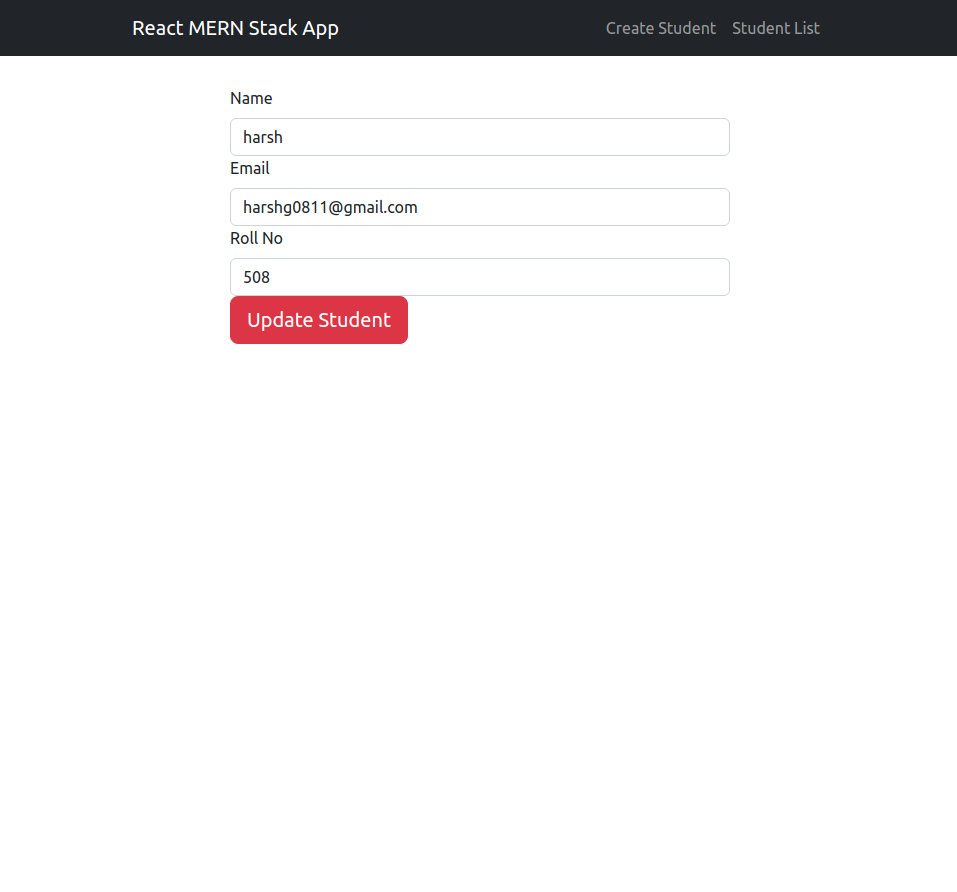 React MERN Stack App Create Student Student List
Name
harsh
Email
harshg0811@gmail.com
Roll No
508
Update Student